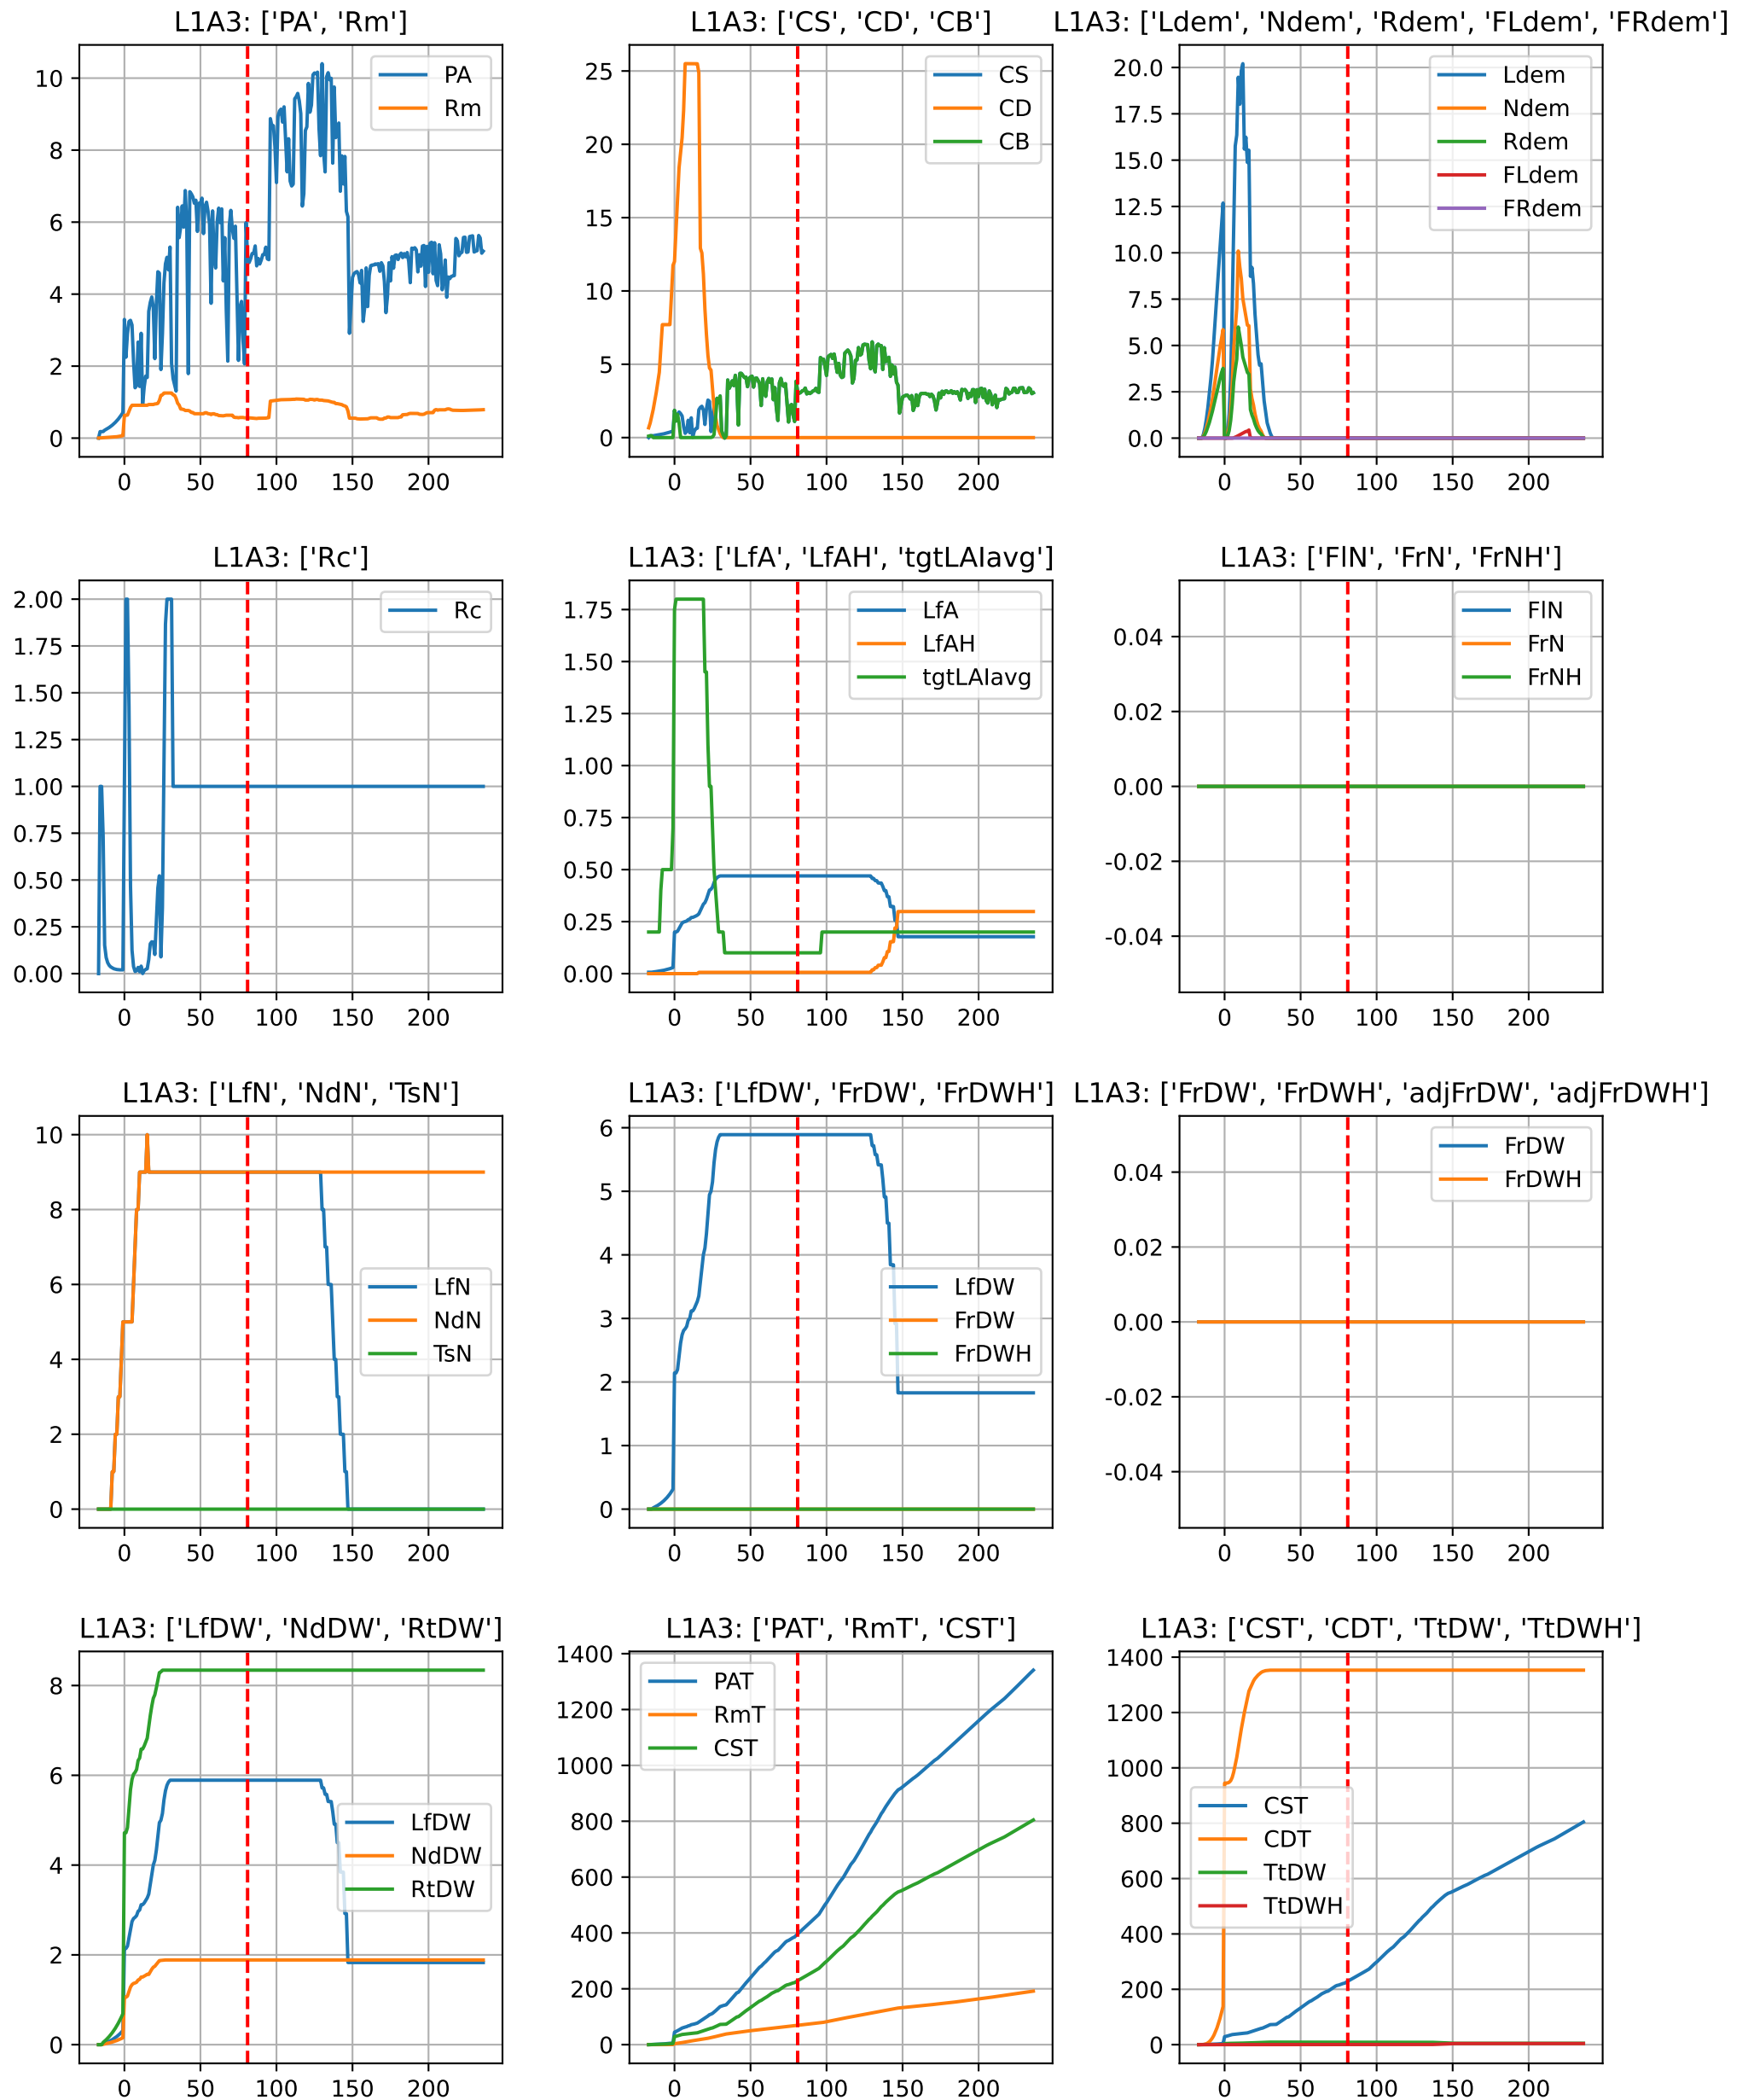 L1A3: ['PA', 'Rm']
10
8
6
4
2
0
0 50 100 150 200
PA
Rm
L1A3: ['CS', 'CD', 'CB']
25
20
15
10
5
0
0 50 100 150 200
CS
CD
CB
L1A3: ['Ldem', 'Ndem', 'Rdem', 'FLdem', 'FRdem']
20.0
17.5
15.0
12.5
10.0
7.5
5.0
2.5
0.0
0 50 100 150 200
Ldem
Ndem
Rdem
FLdem
FRdem
L1A3: ['Rc']
2.00
1.75
1.50
1.25
1.00
0.75
0.50
0.25
0.00
0 50 100 150 200
Rc
L1A3: ['LfA', 'LfAH', 'tgtLAIavg']
1.75
1.50
1.25
1.00
0.75
0.50
0.25
0.00
0 50 100 150 200
LfA
LfAH
tgtLAIavg
L1A3: ['FlN', 'FrN', 'FrNH']
0.04
0.02
0.00
-0.02
-0.04
0 50 100 150 200
FlN
FrN
FrNH
L1A3: ['LfN', 'NdN', 'TsN']
10
8
6
4
2
0
0 50 100 150 200
LfN
NdN
TsN
L1A3: ['LfDW', 'FrDW', 'FrDWH']
6
5
4
3
2
1
0
0 50 100 150 200
LfDW
FrDW
FrDWH
L1A3: ['FrDW', 'FrDWH', 'adjFrDW', 'adjFrDWH']
0.04
0.02
0.00
-0.02
-0.04
0 50 100 150 200
FrDW
FrDWH
L1A3: ['LfDW', 'NdDW', 'RtDW']
8
6
4
2
0
0 50 100 150 200
LfDW
NdDW
RtDW
L1A3: ['PAT', 'RmT', 'CST']
1400
1200
1000
800
600
400
200
0
0 50 100 150 200
PAT
RmT
CST
L1A3: ['CST', 'CDT', 'TtDW', 'TtDWH']
1400
1200
1000
800
600
400
200
0
0 50 100 150 200
CST
CDT
TtDW
TtDWH